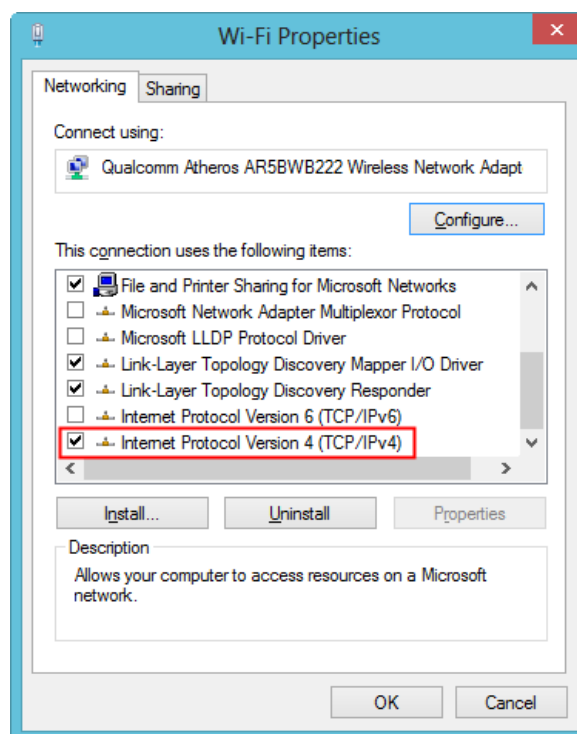 Wi-Fi Properties
Networking
Sharing
Connect using:
Qualcomm Atheros AR5BWB222 Wireless Network Adapt
Configure...
This connection uses the following items:
File and Printer Sharing for Microsoft Networks
Microsoft Network Adapter Multiplexor Protocol
Microsoft LLDP Protocol Driver
Link-Layer Topology Discovery Mapper I/O Driver
Link-Layer Topology Discovery Responder
Internet Protocol Version 6 (TCP/IPv6)
Internet Protocol Version 4 (TCP/IPv4)
Install...
Uninstall
Properties
Description
Allows your computer to access resources on a Microsoft
network.
OK
Cancel